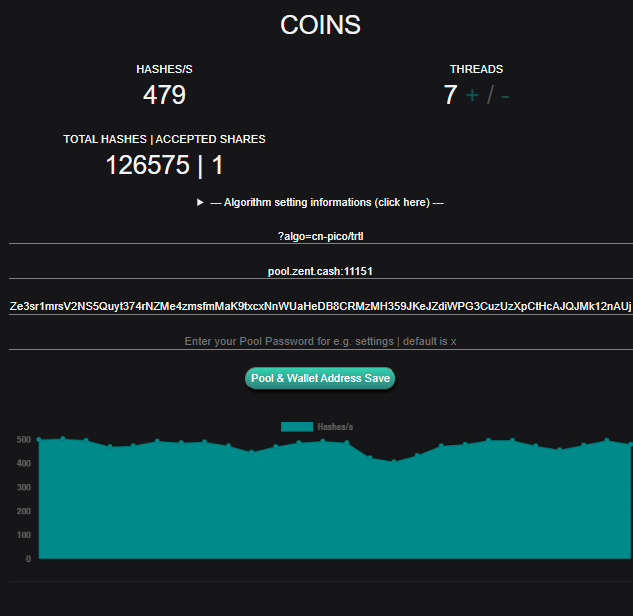 COINS
HASHES/S
THREADS
479
7 + / -
TOTAL HASHES | ACCEPTED SHARES
126575 | 1
▶ --- Algorithm setting informations (click here) ---
?algo=cn-pico/trtl
pool.zent.cash:11151
Ze3sr1mrsV2NS5Quyt374rNZMe4zmsfmMaK9txcxNnWUaHeDB8CRMzMH359JKeJZdiWPG3CuzUzXpCtHcAJQJMk12nAUj
Enter your Pool Password for e.g. settings | default is x
Pool & Wallet Address Save
Hashes/s
500
400
300
200
100
0